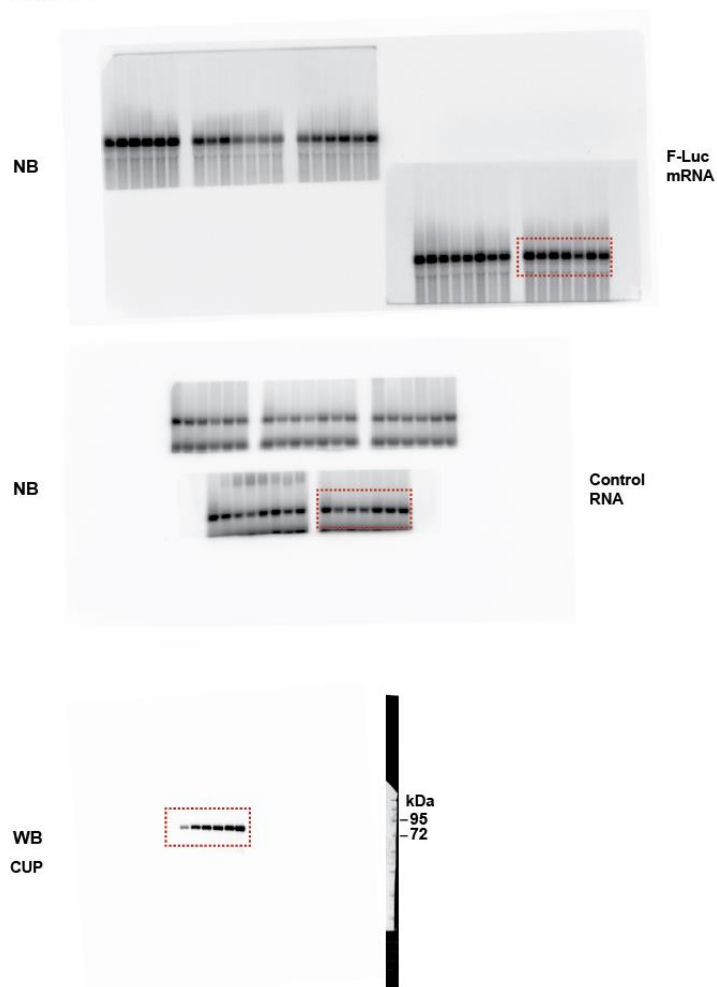 NB
F-Luc
mRNA
NB
Control
RNA
kDa
-95
-72
WB
CUP